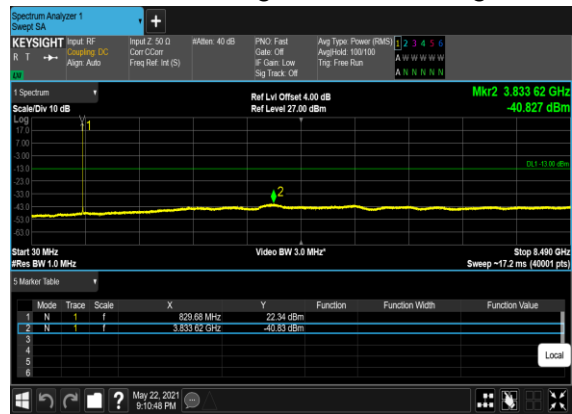 Spectrum Analyzer 1
Swept SA
+
KEYSIGHT Input: RF Input Z: 50 Ω #Atten: 40 dB PNO: Fast Avg Type: Power (RMS) 1 2 3 4 5 6
R T Coupling: DC Corr CCorr Gate: Off Avg|Hold: 100/100 A W W W W W
Align: Auto Freq Ref: Int (S) IF Gain: Low Trig: Free Run
Sig Track: Off A N N N N N
LW
1 Spectrum Ref Lvl Offset 4.00 dB Mkr2 3.833 62 GHz
Scale/Div 10 dB Ref Level 27.00 dBm -40.827 dBm
Log
17.0 1
7.00
-3.00
-13.0 DL1 -13.00 dBm
-23.0
-33.0 2
-43.0
-53.0
-63.0
Start 30 MHz Video BW 3.0 MHz* Stop 8.490 GHz
#Res BW 1.0 MHz Sweep ~17.2 ms (40001 pts)
5 Marker Table
Mode Trace Scale X Y Function Function Width Function Value
1 N 1 f 829.68 MHz 22.34 dBm
2 N 1 f 3.833 62 GHz -40.83 dBm
3
4
5
6
Local
? May 22, 2021
9:10:48 PM